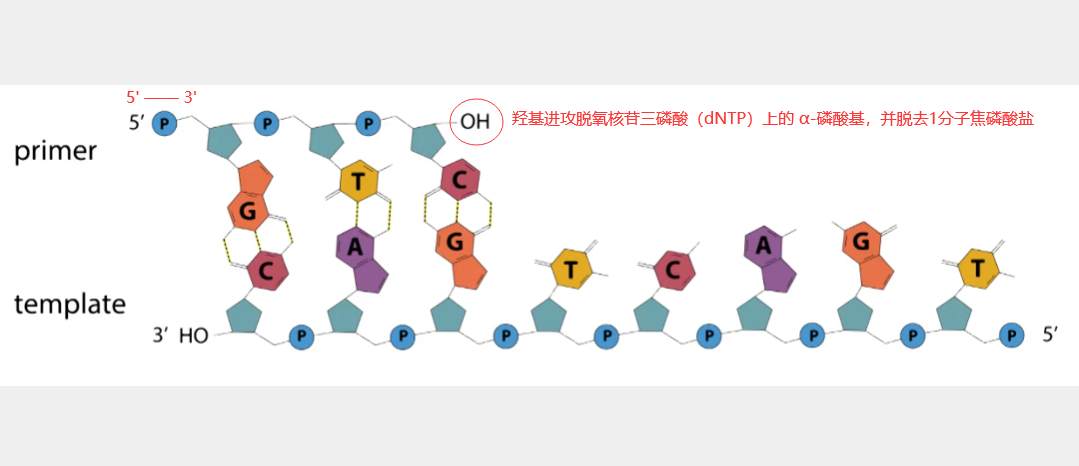 5' —— 3'
5′ P P P OH 羟基进攻脱氧核苷三磷酸（dNTP）上的 α-磷酸基，并脱去1分子焦磷酸盐
primer
G T C
C A G T C A G T
template
3′ HO P P P P P P P P 5′